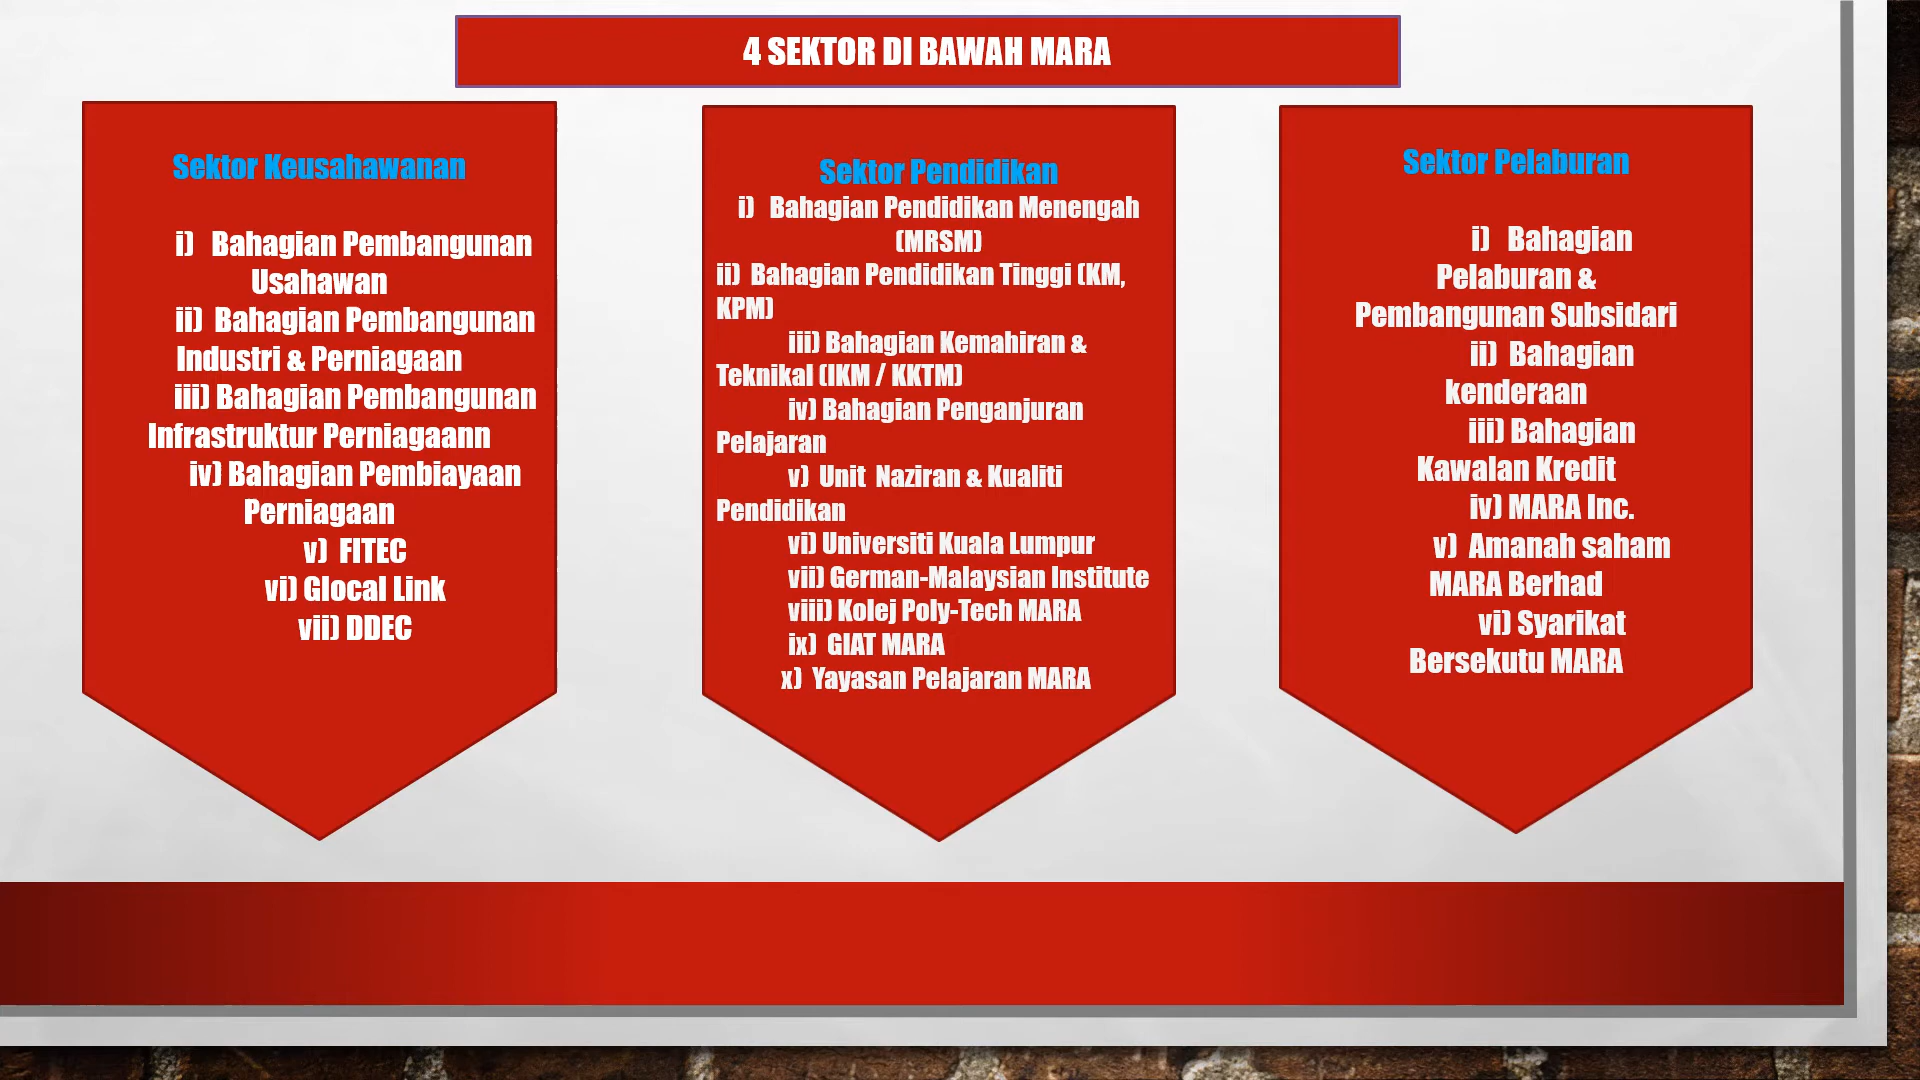 4 SEKTOR DI BAWAH MARA
Sektor Keusahawanan
i) Bahagian Pembangunan
Usahawan
ii) Bahagian Pembangunan
Industri & Perniagaan
iii) Bahagian Pembangunan
Infrastruktur Perniagaann
iv) Bahagian Pembiayaan
Perniagaan
v) FITEC
vi) Glocal Link
vii) DDEC
Sektor Pendidikan
i) Bahagian Pendidikan Menengah
(MRSM)
ii) Bahagian Pendidikan Tinggi (KM,
KPM)
iii) Bahagian Kemahiran &
Teknikal (IKM / KKTM)
iv) Bahagian Penganjuran
Pelajaran
v) Unit Naziran & Kualiti
Pendidikan
vi) Universiti Kuala Lumpur
vii) German-Malaysian Institute
viii) Kolej Poly-Tech MARA
ix) GIAT MARA
x) Yayasan Pelajaran MARA
Sektor Pelaburan
i) Bahagian
Pelaburan &
Pembangunan Subsidari
ii) Bahagian
kenderaan
iii) Bahagian
Kawalan Kredit
iv) MARA Inc.
v) Amanah saham
MARA Berhad
vi) Syarikat
Bersekutu MARA